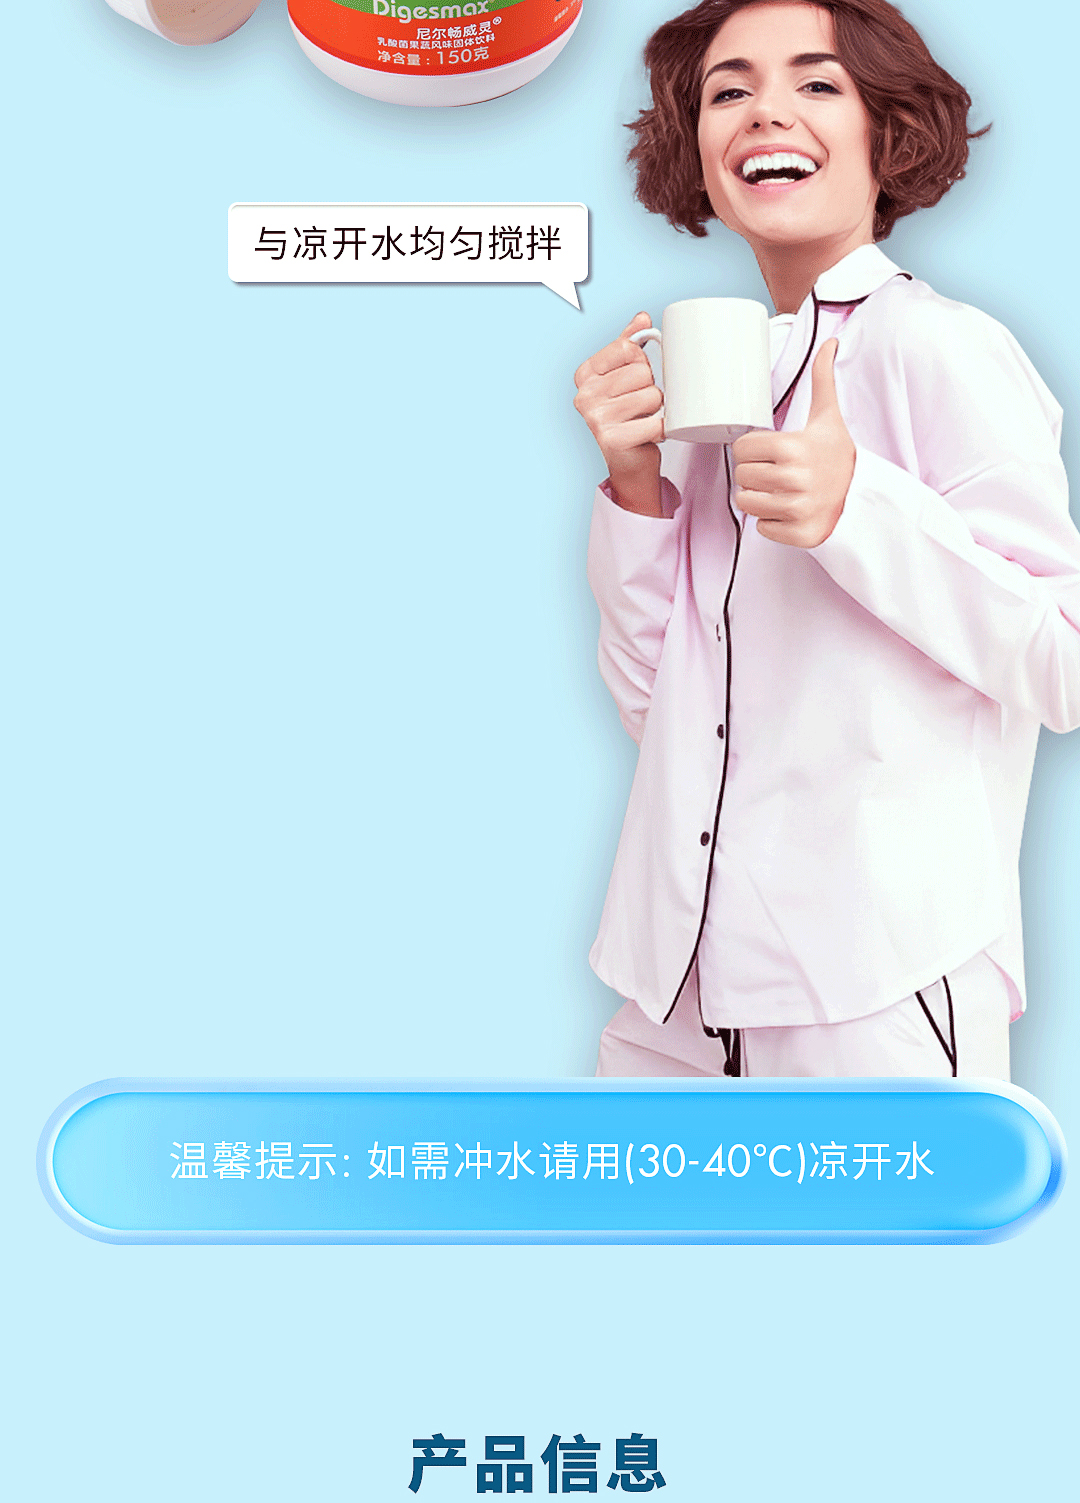 Digesmax
尼尔畅威灵®
乳酸菌果蔬风味固体饮料
净含量：150克
与凉开水均匀搅拌
温馨提示: 如需冲水请用(30-40℃)凉开水
产品信息